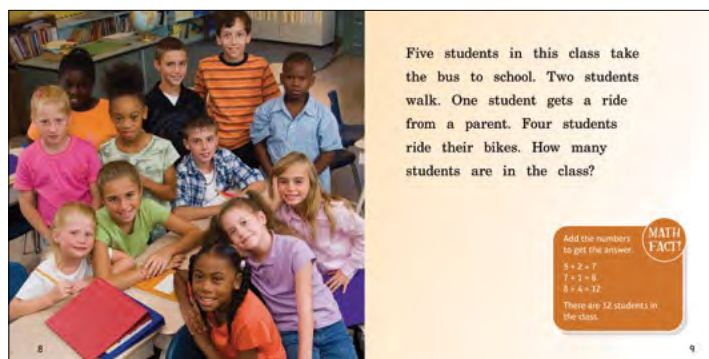 Five students in this class take
the bus to school. Two students
walk. One student gets a ride
from a parent. Four students
ride their bikes. How many
students are in the class?
MATH
FACT!
Add the numbers
to get the answer.
5 + 2 = 7
7 + 1 = 8
8 + 4 = 12
There are 12 students in
the class.
8
9